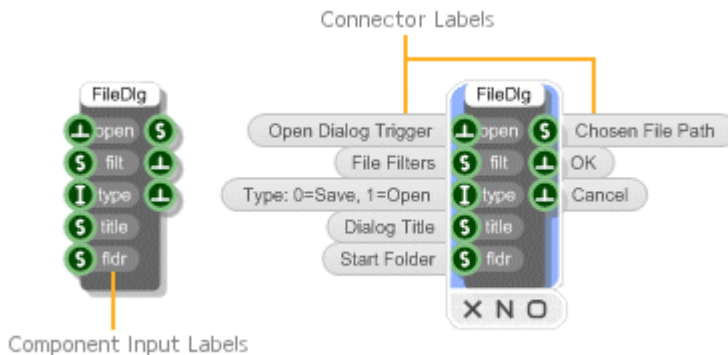 Connector Labels
FileDlg
open
filt
type
title
fldr
Component Input Labels
FileDlg
Open Dialog Trigger open Chosen File Path
File Filters filt OK
Type: 0=Save, 1=Open type Cancel
Dialog Title title
Start Folder fldr
X N O